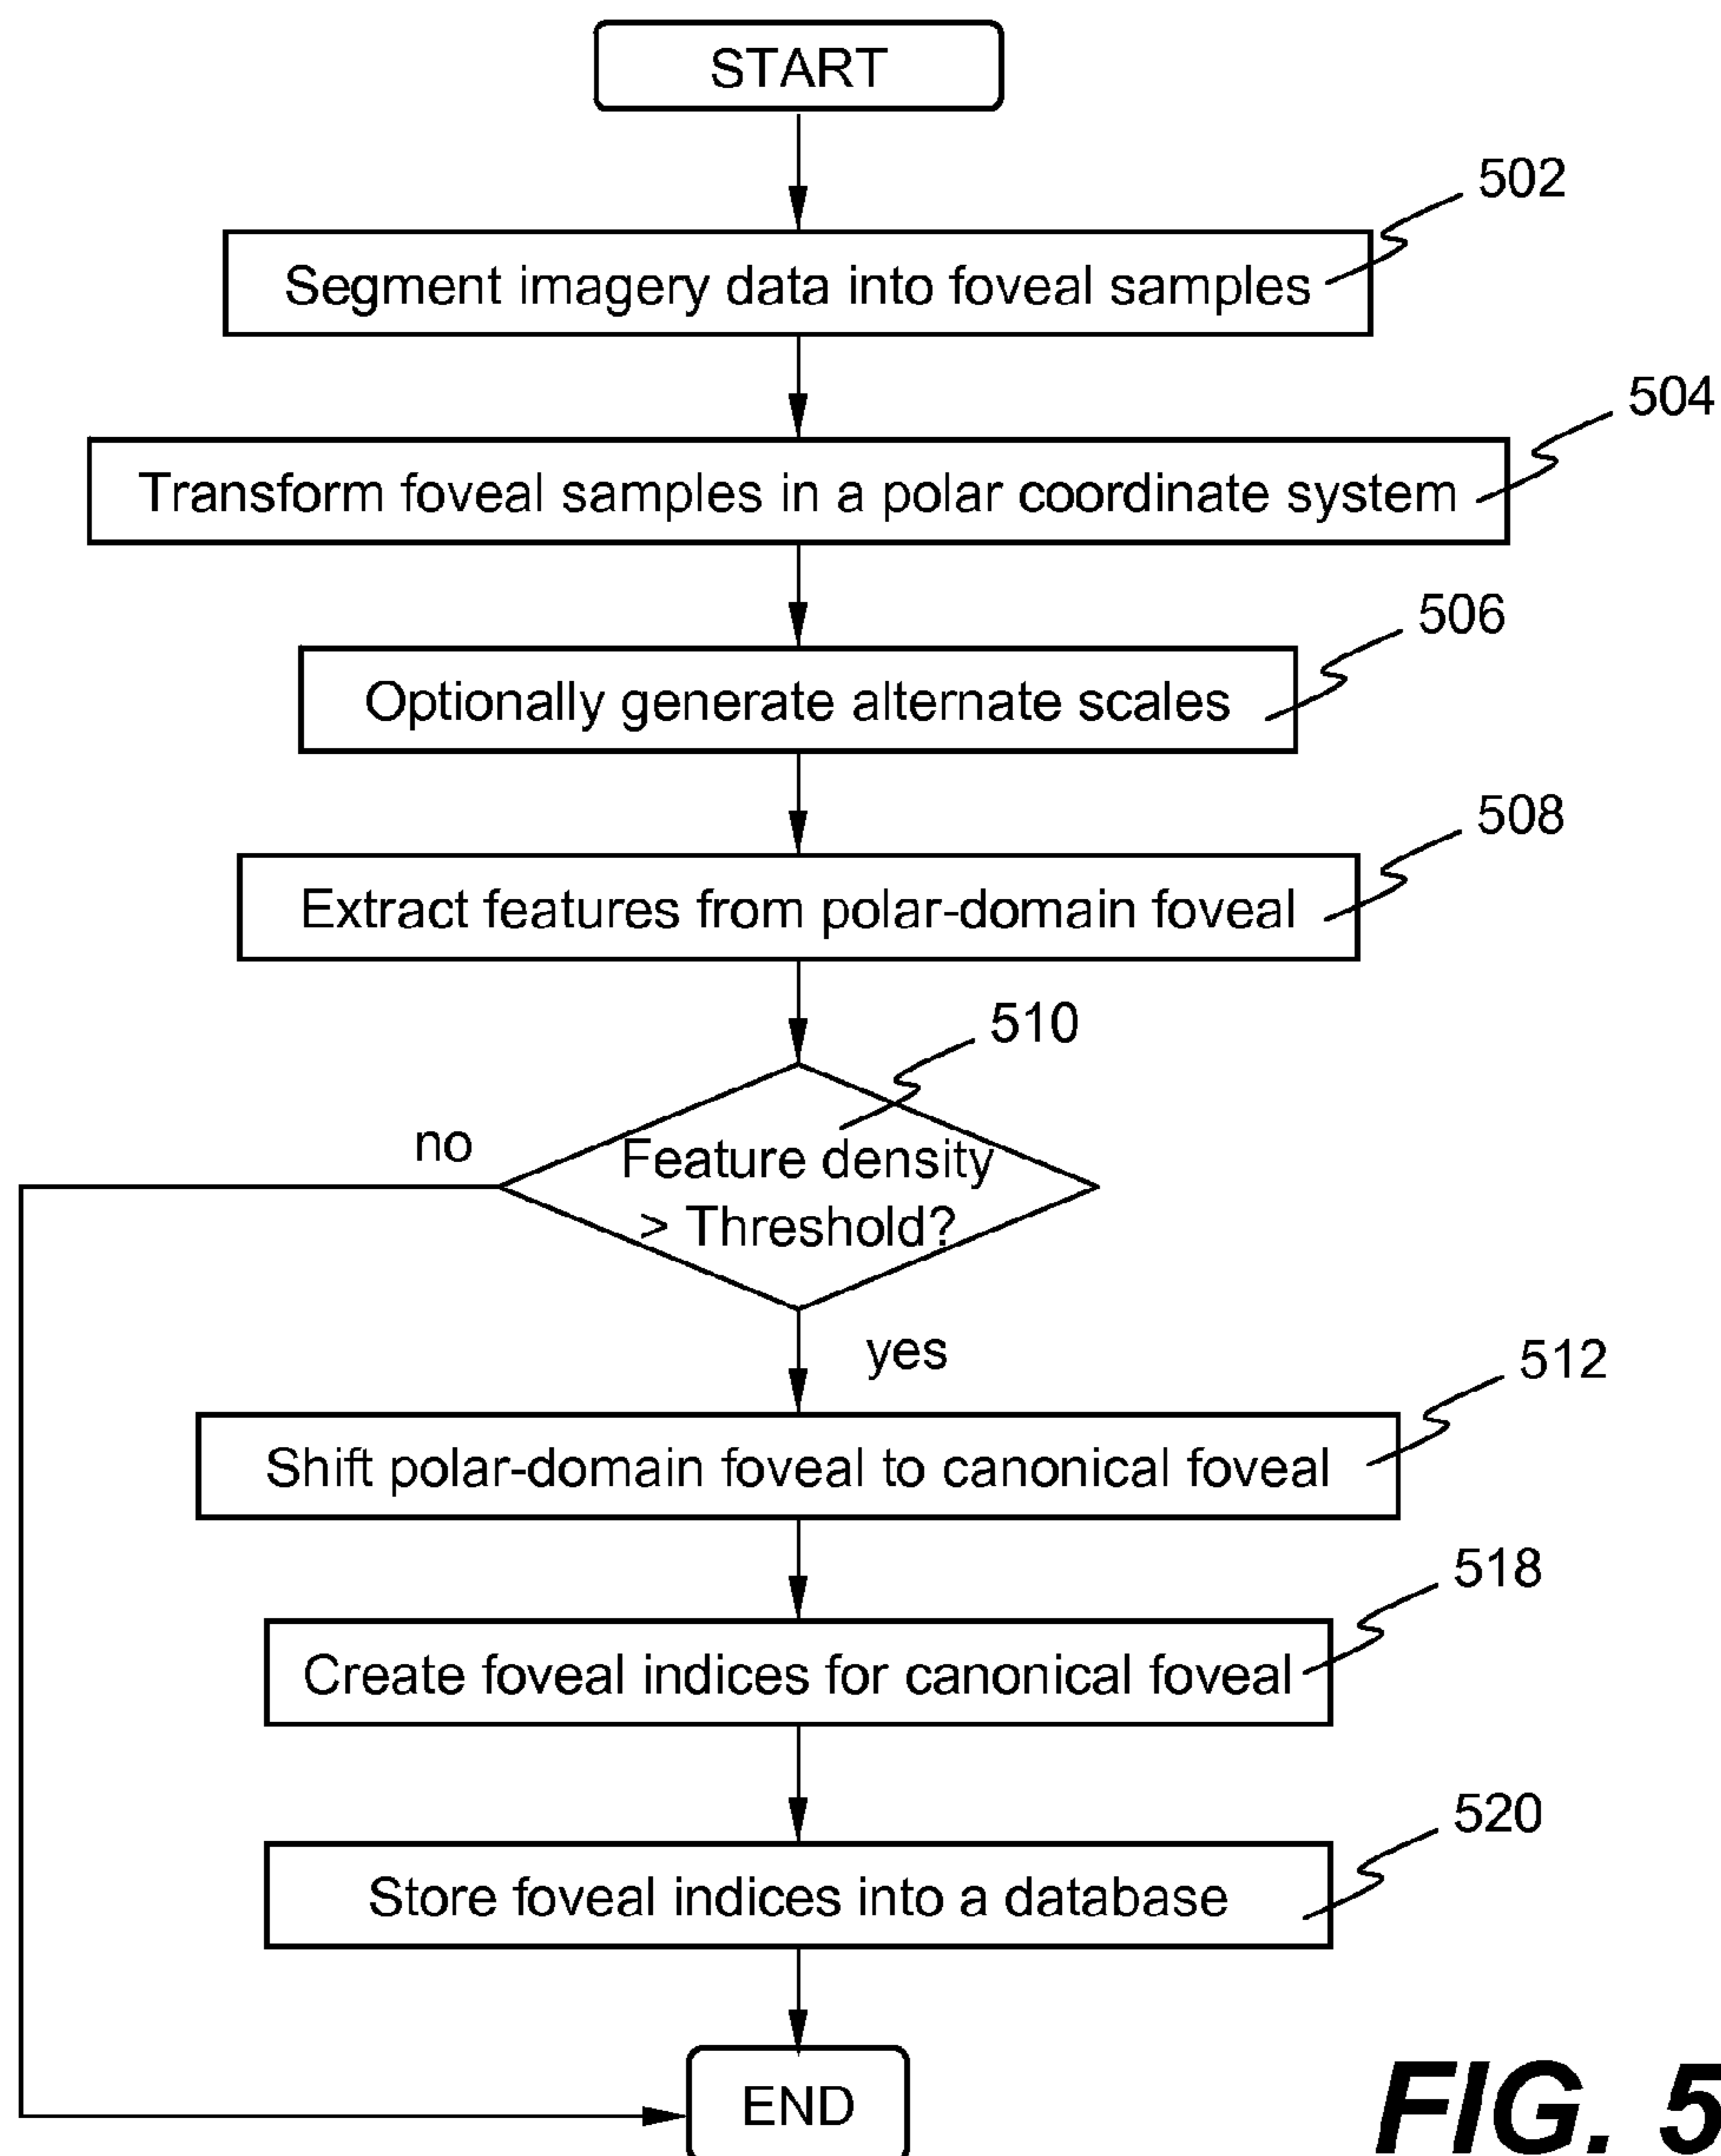 START
502
Segment imagery data into foveal samples
504
Transform foveal samples in a polar coordinate system
506
Optionally generate alternate scales
508
Extract features from polar-domain foveal
510
no
Feature density
> Threshold?
yes
512
Shift polar-domain foveal to canonical foveal
518
Create foveal indices for canonical foveal
520
Store foveal indices into a database
END
FIG. 5